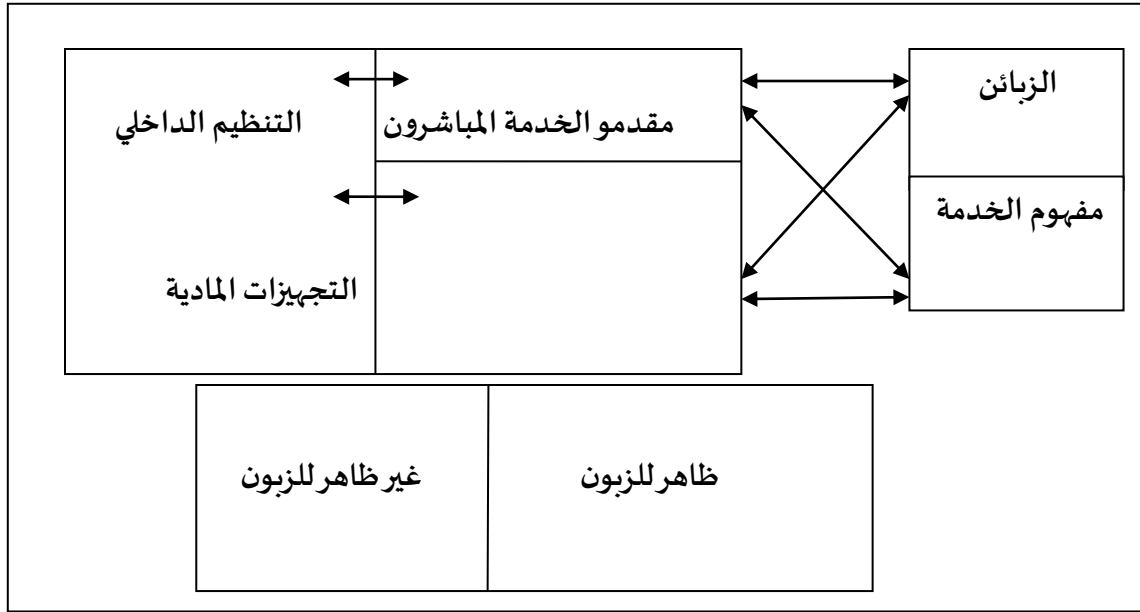 الزبائن
مقدمو الخدمة المباشرون
التنظيم الداخلي
مفهوم الخدمة
التجهيزات المادية
ظاهر للزبون
غير ظاهر للزبون